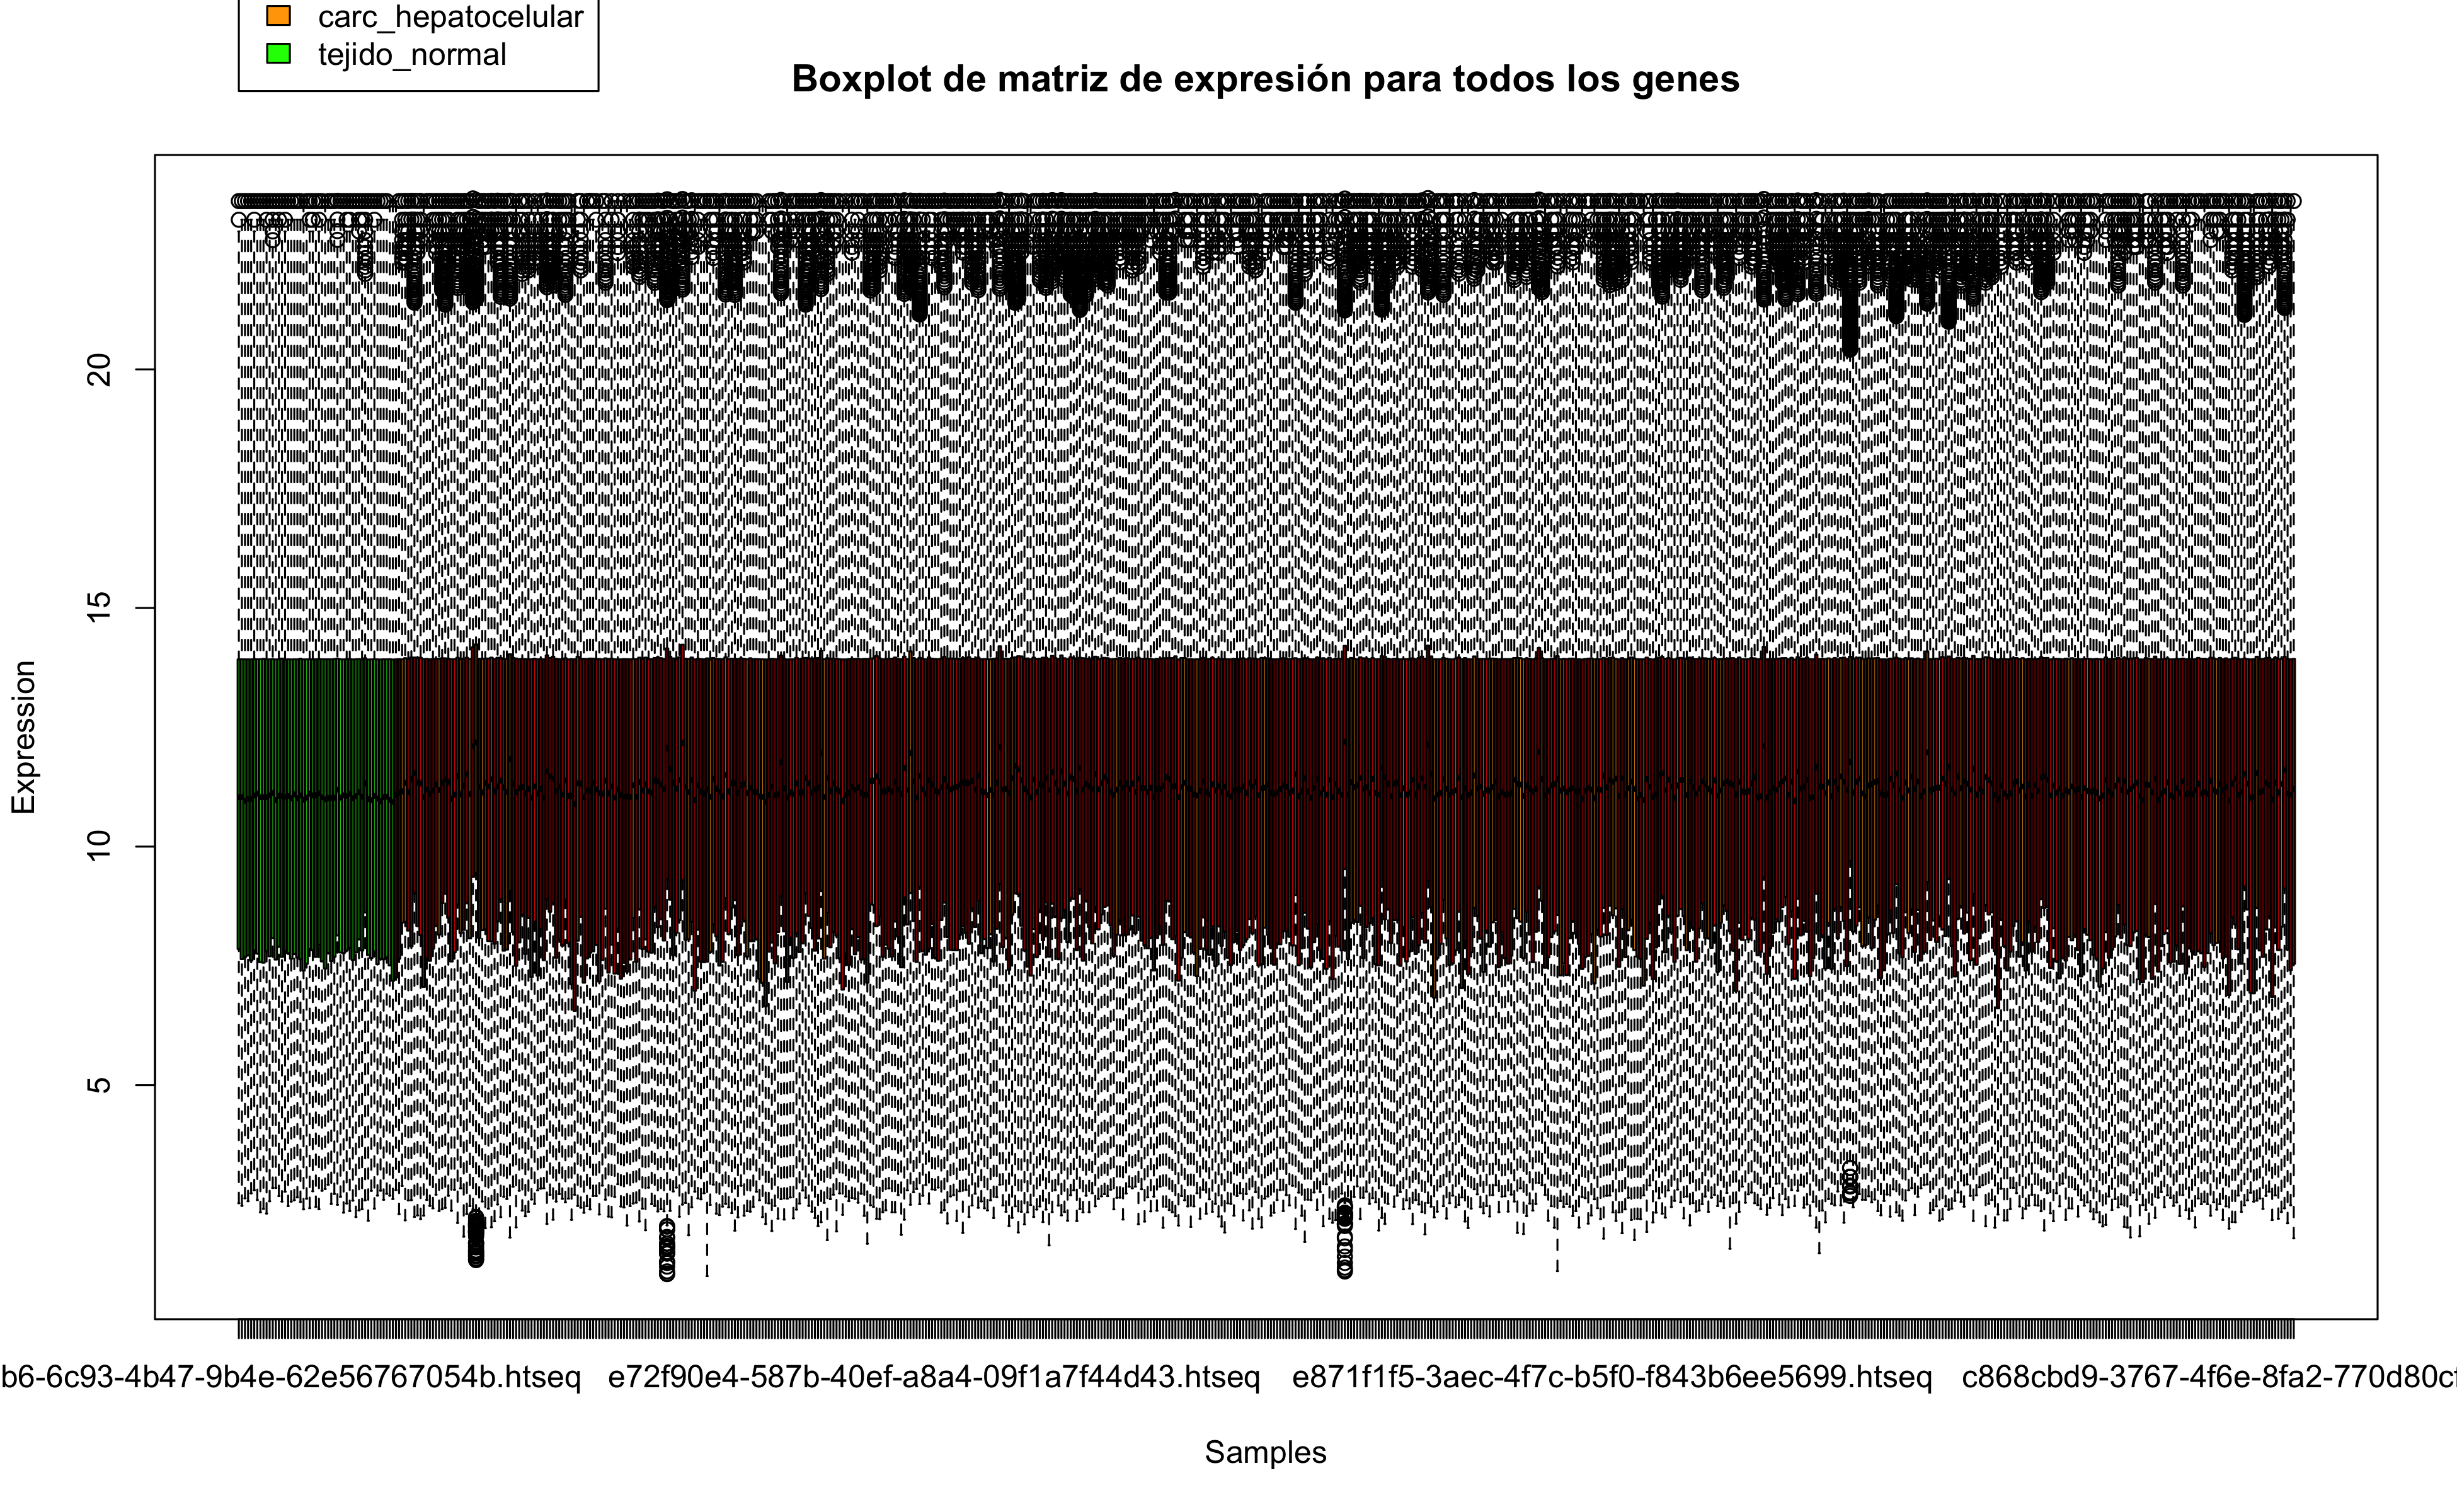 carc_hepatocelular
tejido_normal
Boxplot de matriz de expresión para todos los genes
Expression
20
15
10
5
b6-6c93-4b47-9b4e-62e56767054b.htseq e72f90e4-587b-40ef-a8a4-09f1a7f44d43.htseq e871f1f5-3aec-4f7c-b5f0-f843b6ee5699.htseq c868cbd9-3767-4f6e-8fa2-770d80cf
Samples